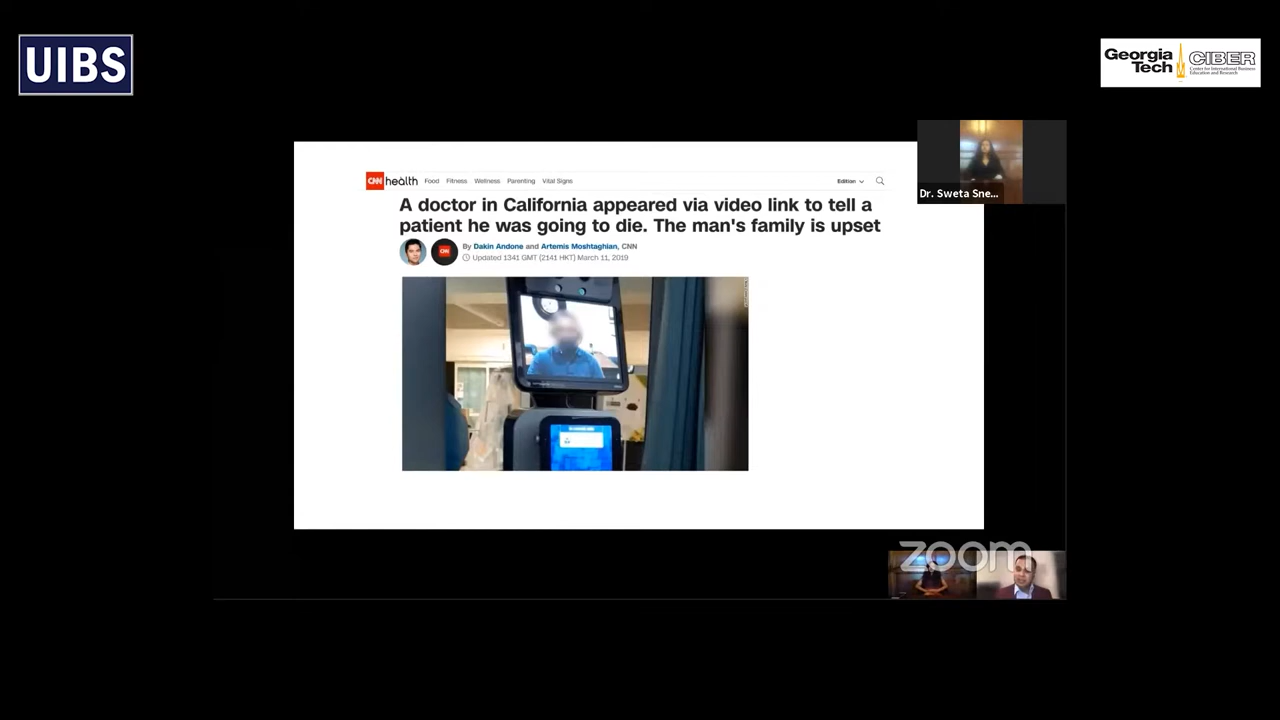 UIBS
Georgia
Tech
CIBER
Center for International Business
Education and Research
Dr. Sweta Sne...
CNN health Food Fitness Wellness Parenting Vital Signs Edition
A doctor in California appeared via video link to tell a
patient he was going to die. The man's family is upset
CNN
By Dakin Andone and Artemis Moshtaghian, CNN
Updated 1341 GMT (2141 HKT) March 11, 2019
zoom